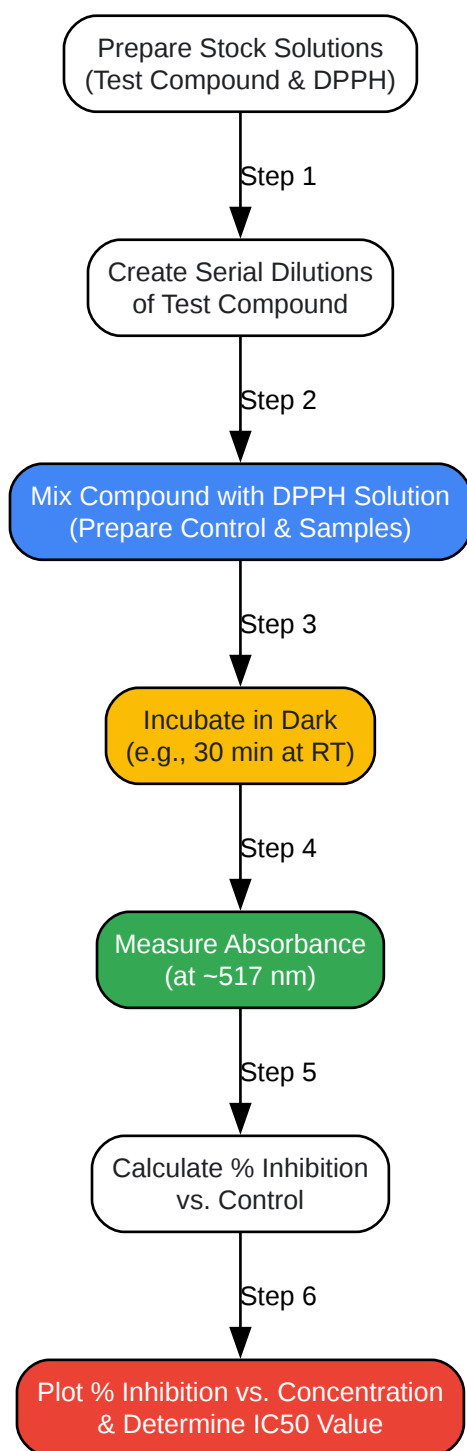 Prepare Stock Solutions
(Test Compound & DPPH)
Step 1
Create Serial Dilutions
of Test Compound
Step 2
Mix Compound with DPPH Solution
(Prepare Control & Samples)
Step 3
Incubate in Dark
(e.g., 30 min at RT)
Step 4
Measure Absorbance
(at ~517 nm)
Step 5
Calculate % Inhibition
vs. Control
Step 6
Plot % Inhibition vs. Concentration
& Determine IC50 Value